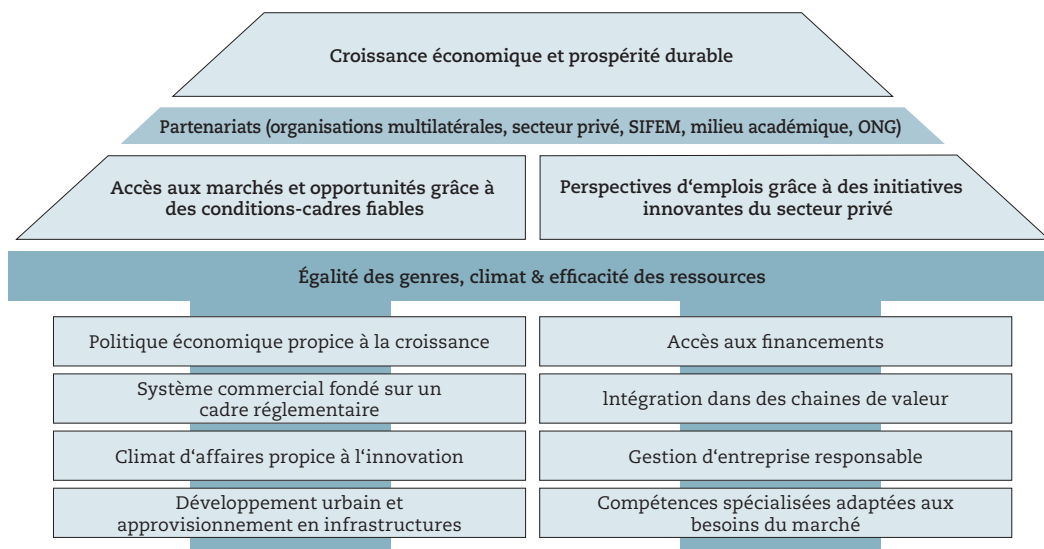 Croissance économique et prospérité durable
Partenariats (organisations multilatérales, secteur privé, SIFEM, milieu académique, ONG)
Accès aux marchés et opportunités grâce à
des conditions-cadres fiables
Perspectives d‘emplois grâce à des initiatives
innovantes du secteur privé
Égalité des genres, climat & efficacité des ressources
Politique économique propice à la croissance
Système commercial fondé sur un
cadre réglementaire
Climat d‘affaires propice à l‘innovation
Développement urbain et
approvisionnement en infrastructures
Accès aux financements
Intégration dans des chaines de valeur
Gestion d‘entreprise responsable
Compétences spécialisées adaptées aux
besoins du marché